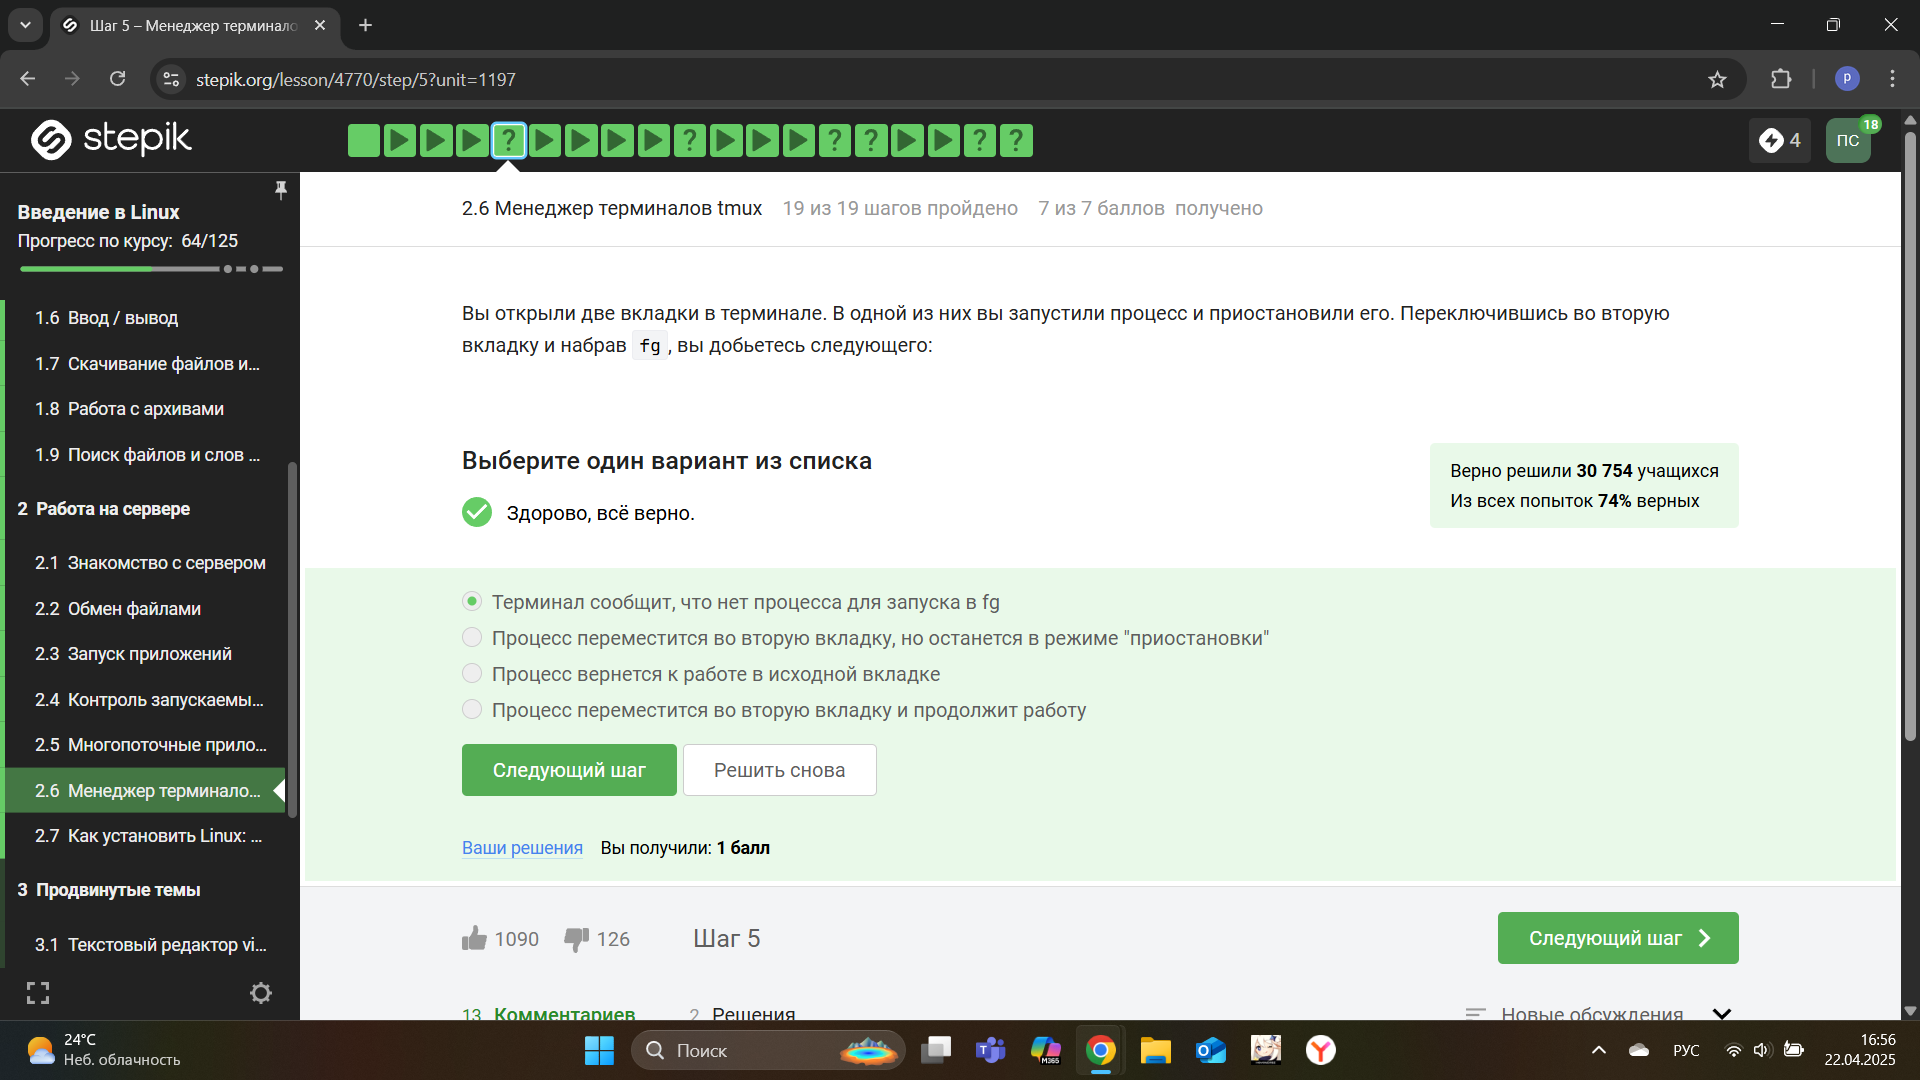 Шаг 5 – Менеджер терминало
stepik.org/lesson/4770/step/5?unit=1197
p
stepik
? ? ? ? ? ?
4
ПС
18
Введение в Linux
Прогресс по курсу: 64/125
1.6 Ввод / вывод
1.7 Скачивание файлов и...
1.8 Работа с архивами
1.9 Поиск файлов и слов ...
2 Работа на сервере
2.1 Знакомство с сервером
2.2 Обмен файлами
2.3 Запуск приложений
2.4 Контроль запускаемы...
2.5 Многопоточные прило...
2.6 Менеджер терминало...
2.7 Как установить Linux: ...
3 Продвинутые темы
3.1 Текстовый редактор vi...
2.6 Менеджер терминалов tmux 19 из 19 шагов пройдено 7 из 7 баллов получено
Вы открыли две вкладки в терминале. В одной из них вы запустили процесс и приостановили его. Переключившись во вторую
вкладку и набрав fg, вы добьетесь следующего:
Выберите один вариант из списка
Здорово, всё верно.
Верно решили 30 754 учащихся
Из всех попыток 74% верных
Терминал сообщит, что нет процесса для запуска в fg
Процесс переместится во вторую вкладку, но останется в режиме "приостановки"
Процесс вернется к работе в исходной вкладке
Процесс переместится во вторую вкладку и продолжит работу
Следующий шаг
Решить снова
Ваши решения Вы получили: 1 балл
1090 126 Шаг 5
Следующий шаг
13 Комментариев 2 Решения
Новые обсуждения
24°C
Неб. облачность
Поиск
M365
РУС
16:56
22.04.2025